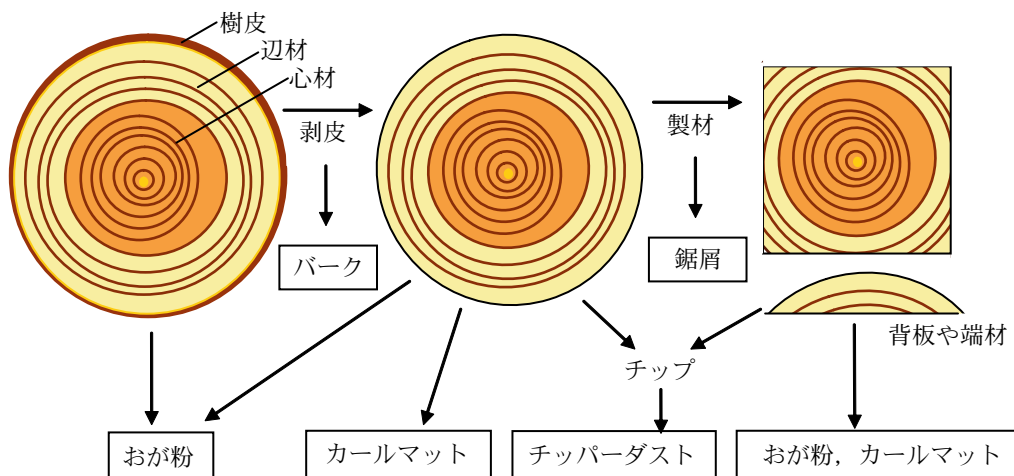 樹皮
辺材
心材
剥皮
製材
バーク
鋸屑
背板や端材
チップ
おが粉
カールマット
チッパーダスト
おが粉，カールマット